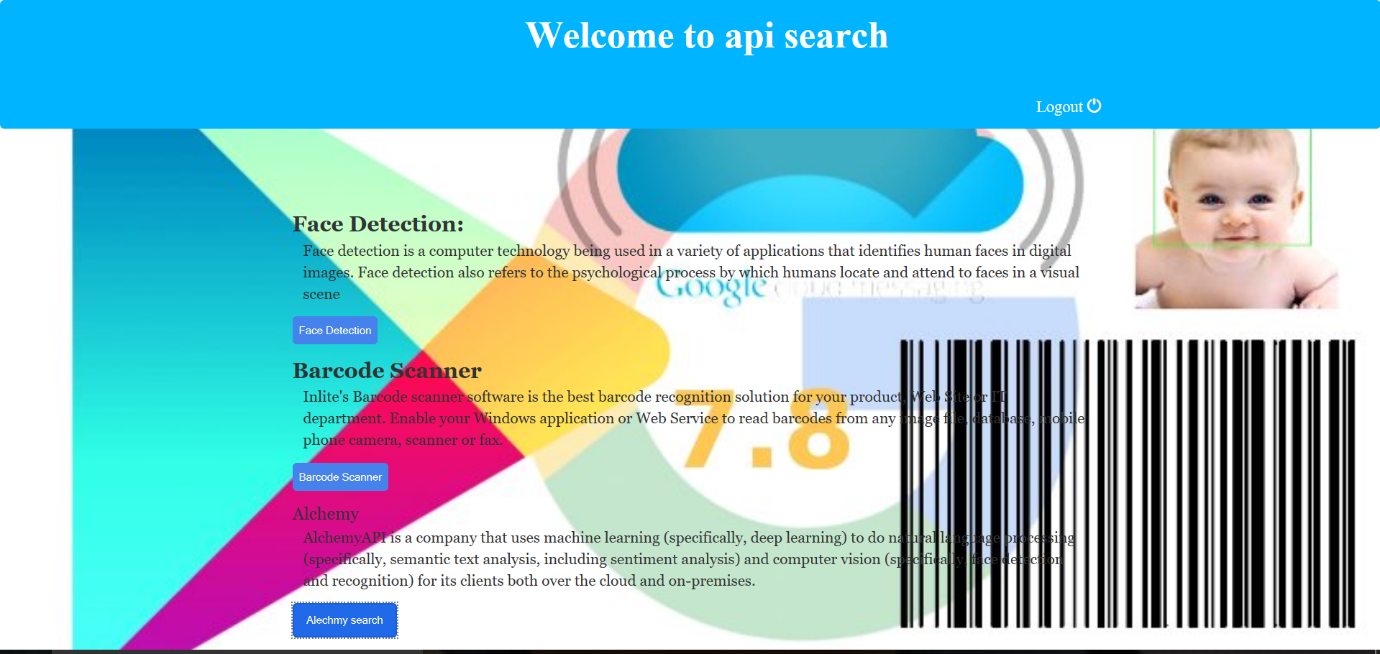 Welcome to api search
Logout
Face Detection:
Face detection is a computer technology being used in a variety of applications that identifies human faces in digital
images. Face detection also refers to the psychological process by which humans locate and attend to faces in a visual
scene
Google cloud messaging
Face Detection
Barcode Scanner
Inlite's Barcode scanner software is the best barcode recognition solution for your product, Web Site or IT
department. Enable your Windows application or Web Service to read barcodes from any image file, database, mobile
phone camera, scanner or fax.
7.8
Barcode Scanner
Alchemy
AlchemyAPI is a company that uses machine learning (specifically, deep learning) to do natural language processing
(specifically, semantic text analysis, including sentiment analysis) and computer vision (specifically, face detection
and recognition) for its clients both over the cloud and on-premises.
Alechmy search